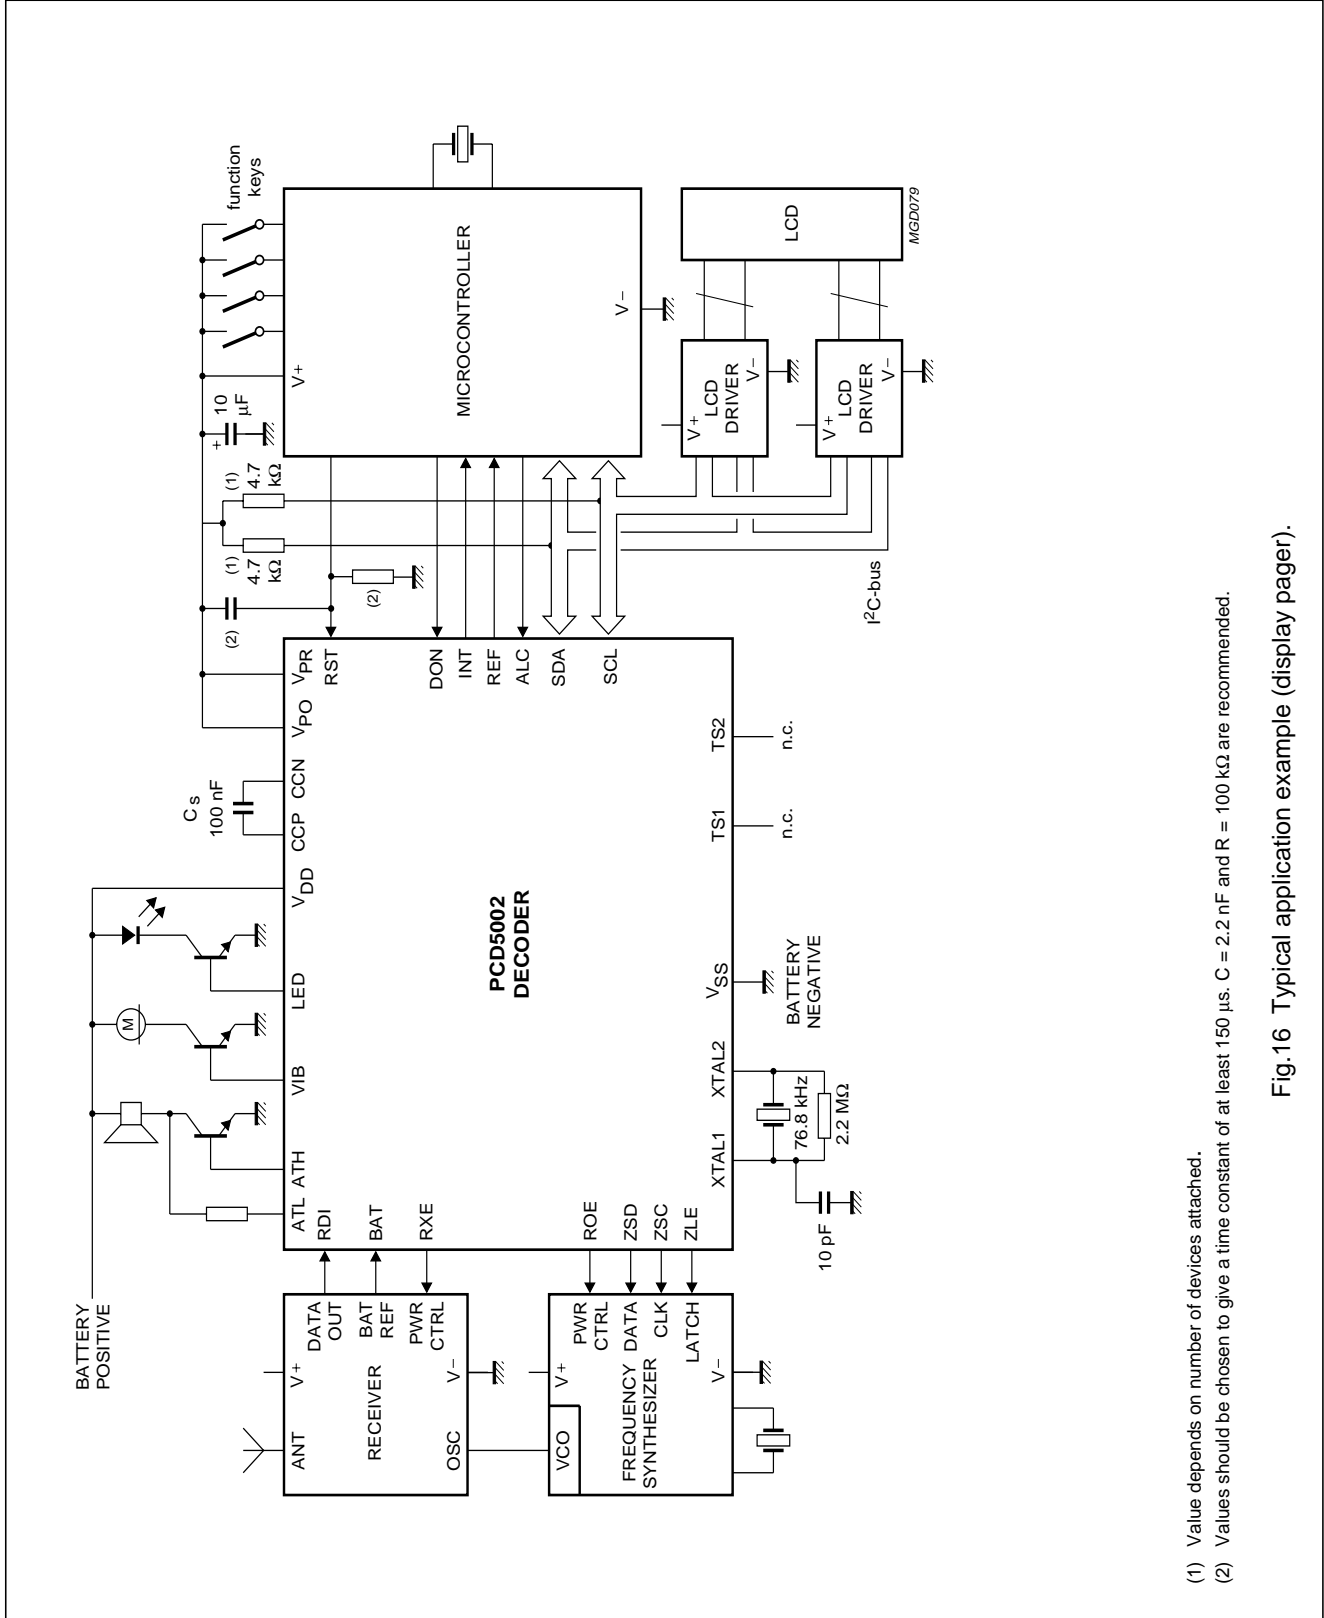 BATTERY
POSITIVE
ANT
V+
RECEIVER
DATA
OUT
BAT
REF
PWR
CTRL
OSC
V−
VCO
V+
FREQUENCY
SYNTHESIZER
PWR
CTRL
DATA
CLK
LATCH
V−
ATL
ATH
VIB
LED
VDD
CCP
CCN
VPO
VPR
M
Cs
100 nF
RDI
BAT
RXE
ROE
ZSD
ZSC
ZLE
PCD5002
DECODER
RST
DON
INT
REF
ALC
SDA
SCL
XTAL1
XTAL2
VSS
TS1
TS2
10 pF
76.8 kHz
2.2 MΩ
BATTERY
NEGATIVE
n.c.
n.c.
(2)
(1)
4.7
kΩ
(1)
4.7
kΩ
(2)
+
10
μF
function
keys
V+
MICROCONTROLLER
V−
V+
LCD
DRIVER
V−
V+
LCD
DRIVER
V−
LCD
I2C-bus
MGD079
(1) Value depends on number of devices attached.
(2) Values should be chosen to give a time constant of at least 150 μs. C = 2.2 nF and R = 100 kΩ are recommended.
Fig.16 Typical application example (display pager).